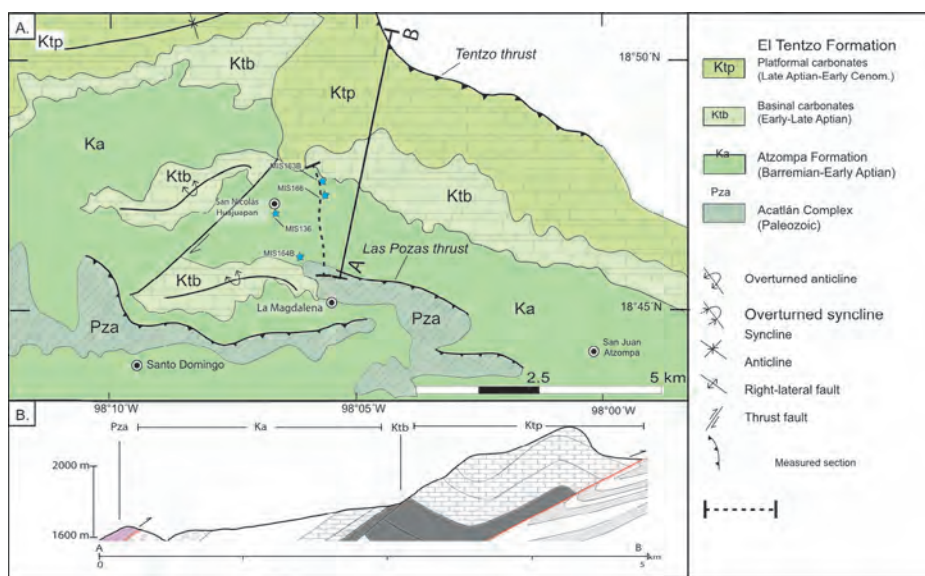 A.
Ktp
Ktb
Ktp
B
Tentzo thrust
18°50´N
Ka
Ktb
MIS163B
MIS166
San Nicolás
Huajuapan
MIS136
Ktb
MIS164B
Las Pozas thrust
A
Ktb
La Magdalena
Pza
Pza
Ka
18°45´N
Santo Domingo
San Juan
Atzompa
2.5
5 km
98°10´W
98°05´W
98°00´W
El Tentzo Formation
Ktp
Platformal carbonates
(Late Aptian-Early Cenom.)
Ktb
Basinal carbonates
(Early-Late Aptian)
Ka
Atzompa Formation
(Barremian-Early Aptian)
Pza
Acatlán Complex
(Paleozoic)
Overturned anticline
Overturned syncline
Syncline
Anticline
Right-lateral fault
Thrust fault
Measured section
B.
Pza
Ka
Ktb
Ktp
2000 m
1600 m
A
B
0
5
km